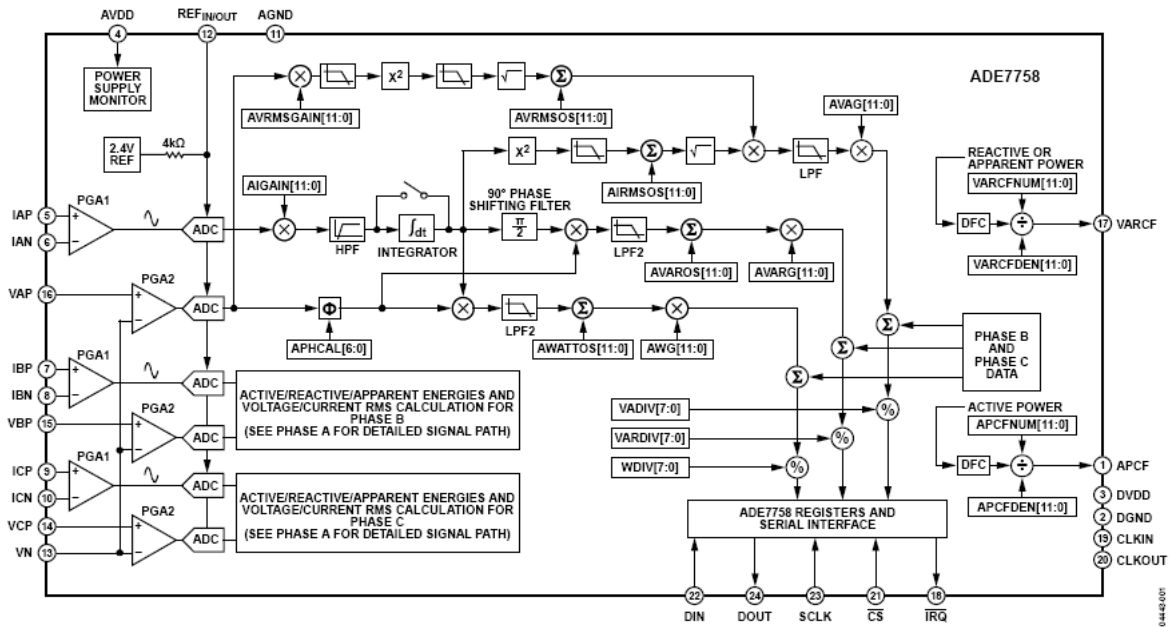 AVDD
REFIN/OUT
AGND
4
12
11
POWER
SUPPLY
MONITOR
ADE7758
X²
√
Σ
AVRMSGAIN[11:0]
AVRMSOS[11:0]
AVAG[11:0]
2.4V
REF
4kΩ
X²
Σ
√
LPF
AIRMSOS[11:0]
REACTIVE OR
APPARENT POWER
VARCFNUM[11:0]
DFC
÷
VARCFDEN[11:0]
17
VARCF
AIGAIN[11:0]
90° PHASE
SHIFTING FILTER
PGA1
IAP
5
+
IAN
6
−
ADC
HPF
∫dt
INTEGRATOR
π
2
LPF2
Σ
AVAROS[11:0]
AVARG[11:0]
PGA2
VAP
16
+
−
ADC
Φ
APHCAL[6:0]
LPF2
Σ
AWATTOS[11:0]
AWG[11:0]
Σ
Σ
Σ
PHASE B
AND
PHASE C
DATA
PGA1
IBP
7
+
IBN
8
−
ADC
PGA2
VBP
15
+
−
ADC
ACTIVE/REACTIVE/APPARENT ENERGIES AND
VOLTAGE/CURRENT RMS CALCULATION FOR
PHASE B
(SEE PHASE A FOR DETAILED SIGNAL PATH)
VADIV[7:0]
%
VARDIV[7:0]
%
WDIV[7:0]
%
ACTIVE POWER
APCFNUM[11:0]
DFC
÷
APCFDEN[11:0]
1
APCF
3
DVDD
2
DGND
19
CLKIN
20
CLKOUT
PGA1
ICP
9
+
ICN
10
−
ADC
PGA2
VCP
14
+
VN
13
−
ADC
ACTIVE/REACTIVE/APPARENT ENERGIES AND
VOLTAGE/CURRENT RMS CALCULATION FOR
PHASE C
(SEE PHASE A FOR DETAILED SIGNAL PATH)
ADE7758 REGISTERS AND
SERIAL INTERFACE
22
24
23
21
18
DIN
DOUT
SCLK
CS
IRQ
04443-001